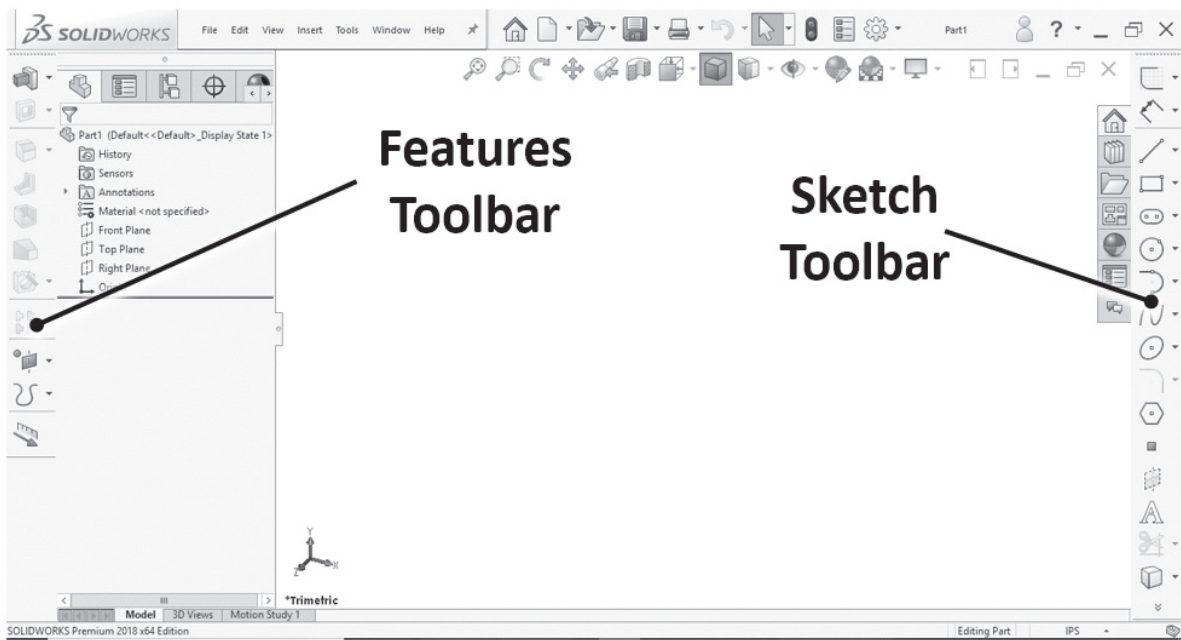 SOLIDWORKS File Edit View Insert Tools Window Help Part1 ?
Part1 (Default<<Default>_Display State 1>
History
Sensors
Annotations
Material <not specified>
Front Plane
Top Plane
Right Plane
Features
Toolbar
Sketch
Toolbar
Y
X
Z
*Trimetric
Model 3D Views Motion Study 1
SOLIDWORKS Premium 2018 x64 Edition Editing Part IPS